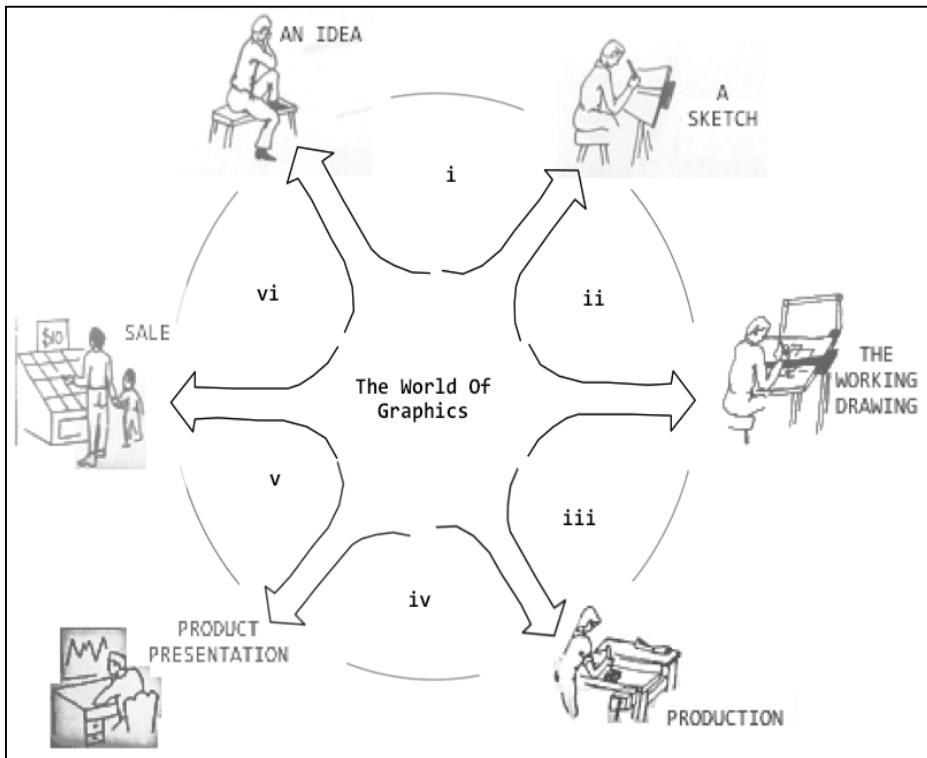 AN IDEA
A
SKETCH
i
vi
ii
SALE
$10
THE
WORKING
DRAWING
The World Of
Graphics
v
iii
iv
PRODUCT
PRESENTATION
PRODUCTION